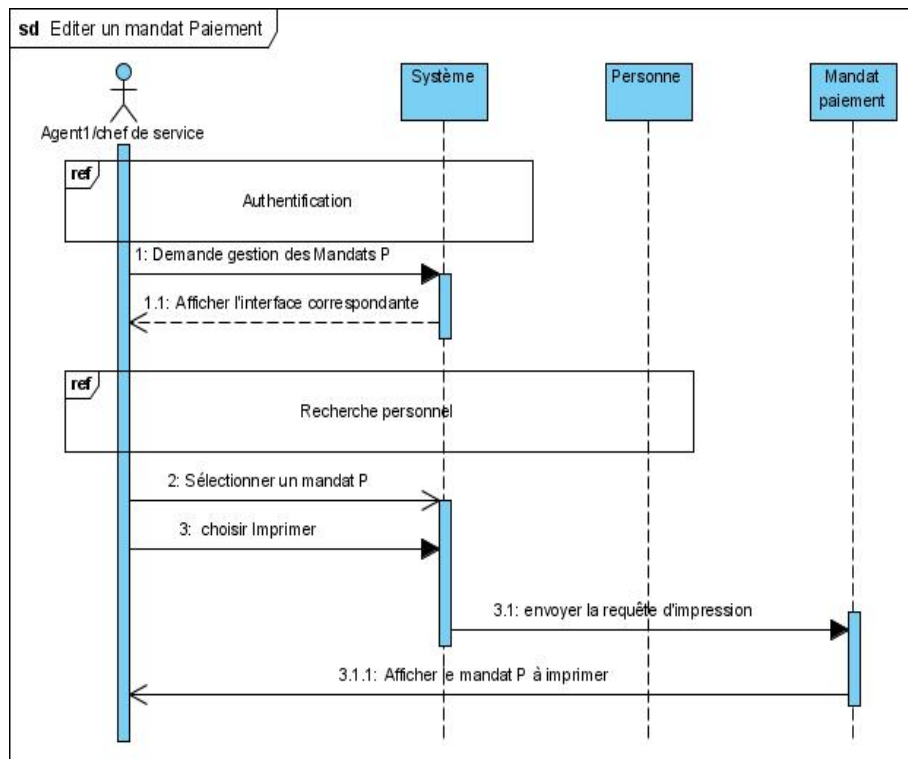 sd Editer un mandat Paiement
Système
Personne
Mandat
paiement
Agent1/chef de service
ref
Authentification
1: Demande gestion des Mandats P
1.1: Afficher l'interface correspondante
ref
Recherche personnel
2: Sélectionner un mandat P
3: choisir Imprimer
3.1: envoyer la requête d'impression
3.1.1: Afficher le mandat P à imprimer